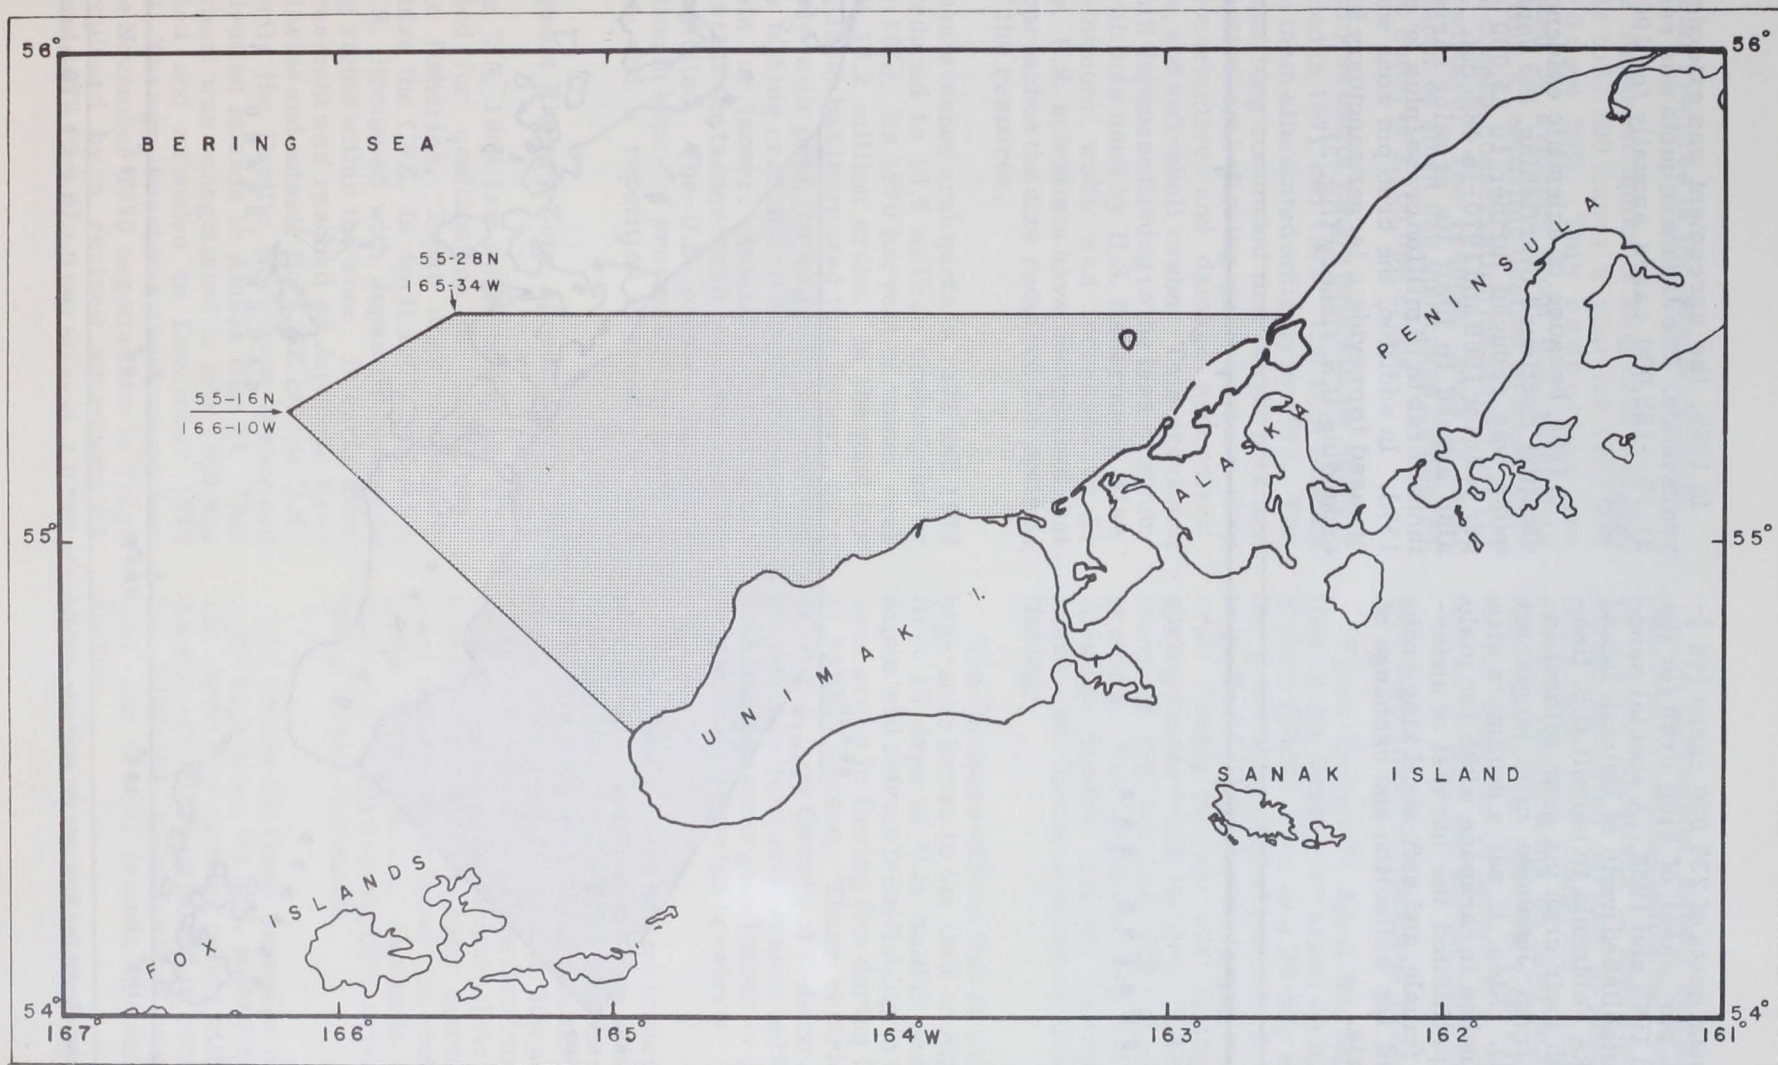 56°
56°
BERING SEA
55-28N
165-34W
PENINSULA
55-16N
166-10W
ALASKA
55°
55°
UNIMAK I.
SANAK ISLAND
FOX ISLANDS
54°
54°
167°
166°
165°
164°W
163°
162°
161°